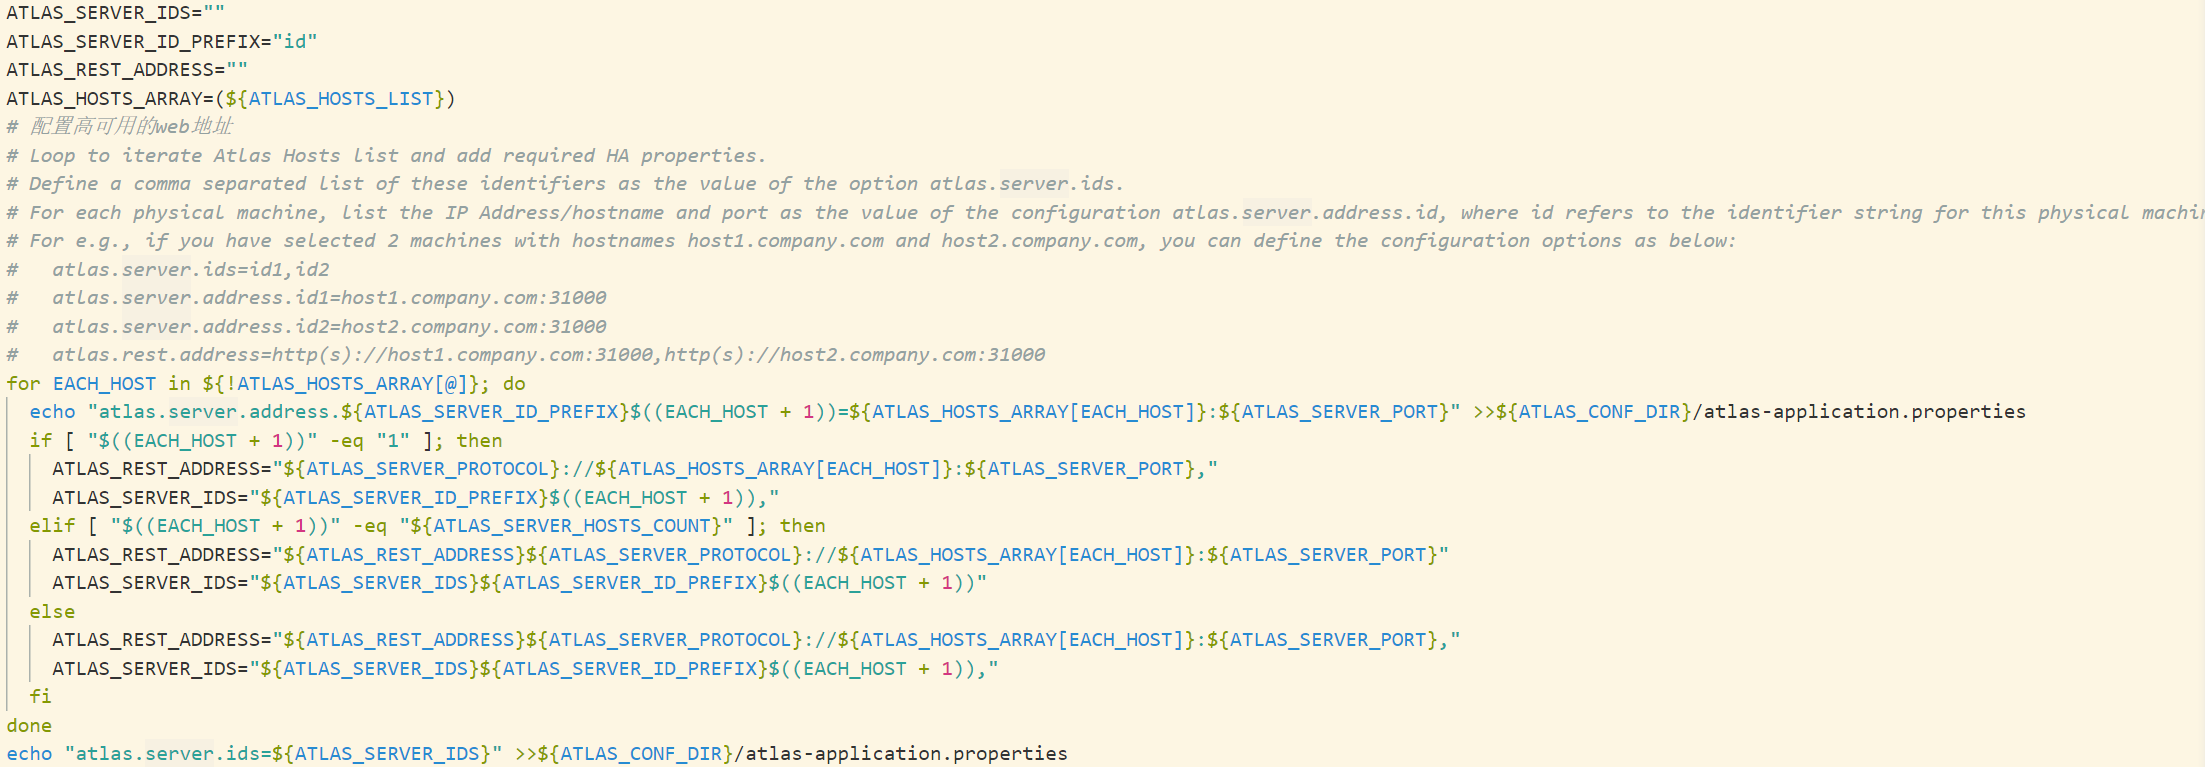 ATLAS_SERVER_IDS=""
ATLAS_SERVER_ID_PREFIX="id"
ATLAS_REST_ADDRESS=""
ATLAS_HOSTS_ARRAY=(${ATLAS_HOSTS_LIST})
# 配置高可用的web地址
# Loop to iterate Atlas Hosts list and add required HA properties.
# Define a comma separated list of these identifiers as the value of the option atlas.server.ids.
# For each physical machine, list the IP Address/hostname and port as the value of the configuration atlas.server.address.id, where id refers to the identifier string for this physical machin
# For e.g., if you have selected 2 machines with hostnames host1.company.com and host2.company.com, you can define the configuration options as below:
#   atlas.server.ids=id1,id2
#   atlas.server.address.id1=host1.company.com:31000
#   atlas.server.address.id2=host2.company.com:31000
#   atlas.rest.address=http(s)://host1.company.com:31000,http(s)://host2.company.com:31000
for EACH_HOST in ${!ATLAS_HOSTS_ARRAY[@]}; do
  echo "atlas.server.address.${ATLAS_SERVER_ID_PREFIX}$((EACH_HOST + 1))=${ATLAS_HOSTS_ARRAY[EACH_HOST]}:${ATLAS_SERVER_PORT}" >>${ATLAS_CONF_DIR}/atlas-application.properties
  if [ "$((EACH_HOST + 1))" -eq "1" ]; then
    ATLAS_REST_ADDRESS="${ATLAS_SERVER_PROTOCOL}://${ATLAS_HOSTS_ARRAY[EACH_HOST]}:${ATLAS_SERVER_PORT},"
    ATLAS_SERVER_IDS="${ATLAS_SERVER_ID_PREFIX}$((EACH_HOST + 1)),"
  elif [ "$((EACH_HOST + 1))" -eq "${ATLAS_SERVER_HOSTS_COUNT}" ]; then
    ATLAS_REST_ADDRESS="${ATLAS_REST_ADDRESS}${ATLAS_SERVER_PROTOCOL}://${ATLAS_HOSTS_ARRAY[EACH_HOST]}:${ATLAS_SERVER_PORT}"
    ATLAS_SERVER_IDS="${ATLAS_SERVER_IDS}${ATLAS_SERVER_ID_PREFIX}$((EACH_HOST + 1))"
  else
    ATLAS_REST_ADDRESS="${ATLAS_REST_ADDRESS}${ATLAS_SERVER_PROTOCOL}://${ATLAS_HOSTS_ARRAY[EACH_HOST]}:${ATLAS_SERVER_PORT},"
    ATLAS_SERVER_IDS="${ATLAS_SERVER_IDS}${ATLAS_SERVER_ID_PREFIX}$((EACH_HOST + 1)),"
  fi
done
echo "atlas.server.ids=${ATLAS_SERVER_IDS}" >>${ATLAS_CONF_DIR}/atlas-application.properties